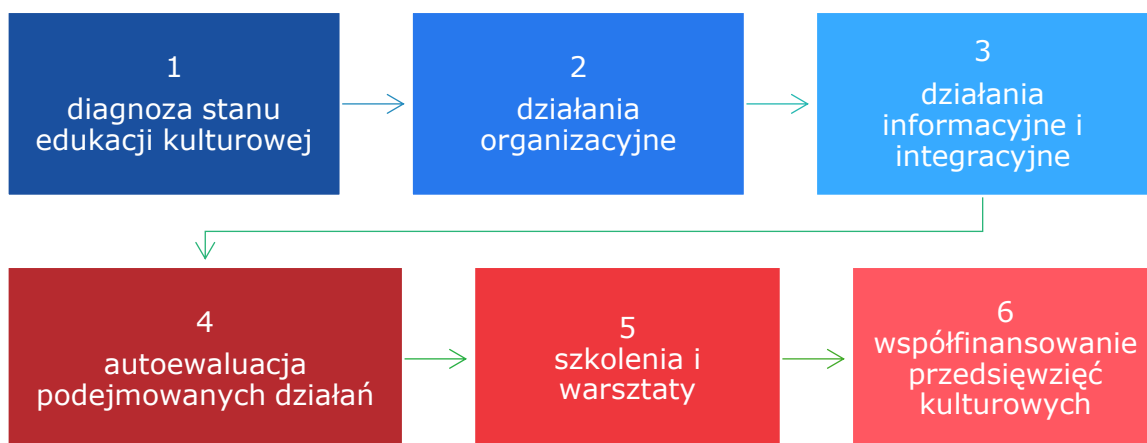 1
diagnoza stanu
edukacji kulturowej
2
działania
organizacyjne
3
działania
informacyjne i
integracyjne
4
autoewaluacja
podejmowanych działań
5
szkolenia i
warsztaty
6
współfinansowanie
przedsięwzięć
kulturowych